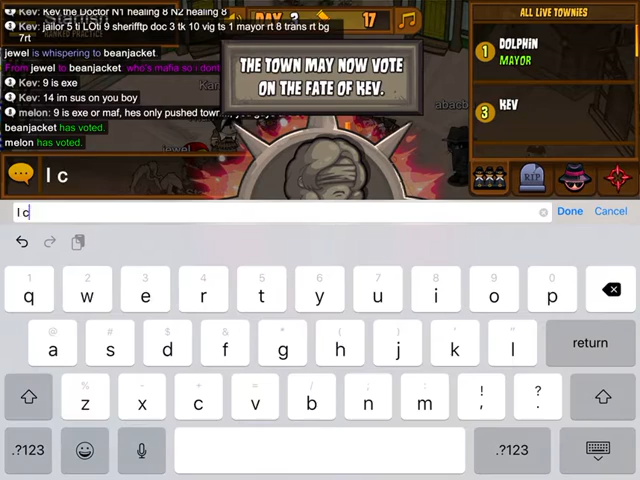 Kev: Kev the Doctor N1 healing 8 N2 healing 8
Kev: jailor 5 ti LOti 9 sherifftp doc 3 tk 10 vig ts 1 mayor rt 8 trans rt bg
7rt
jewel is whispering to beanjacket
From jewel to beanjacket: who's mafia so i dont
Kev: 9 is exe
Kev: 14 im sus on you boy
melon: 9 is exe or maf, hes only pushed town
beanjacket has voted.
melon has voted.
DAY 3
17
THE TOWN MAY NOW VOTE
ON THE FATE OF KEV.
jewel
abacb
ALL LIVE TOWNIES
1 DOLPHIN
MAYOR
3 KEV
RIP
I c
I c
Done
Cancel
1 2 3 4 5 6 7 8 9 0
q w e r t y u i o p
@ # $ & * ( ) ' "
a s d f g h j k l return
% - + = / ; : ! ?
z x c v b n m , .
.?123 .?123